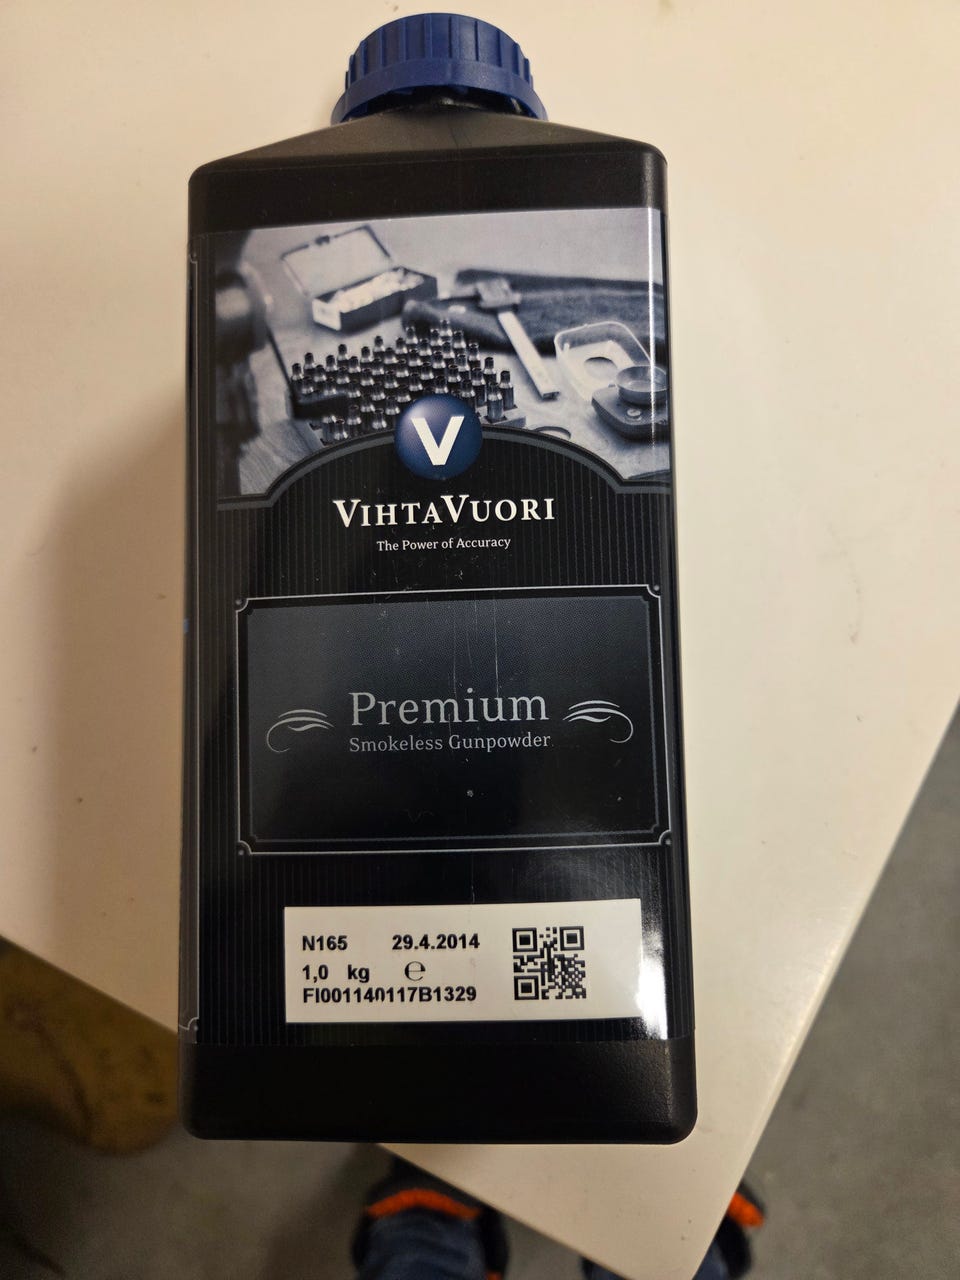 V
VIHTAVUORI
The Power of Accuracy
Premium
Smokeless Gunpowder
N165 29.4.2014
1,0 kg ℮
FI001140117B1329